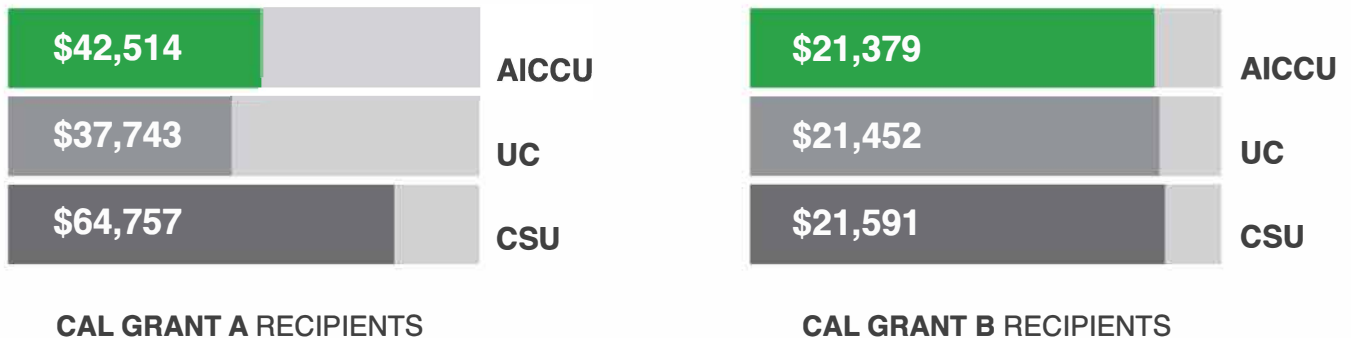 $42,514
AICCU
$37,743
UC
$64,757
CSU
CAL GRANT A RECIPIENTS
$21,379
AICCU
$21,452
UC
$21,591
CSU
CAL GRANT B RECIPIENTS